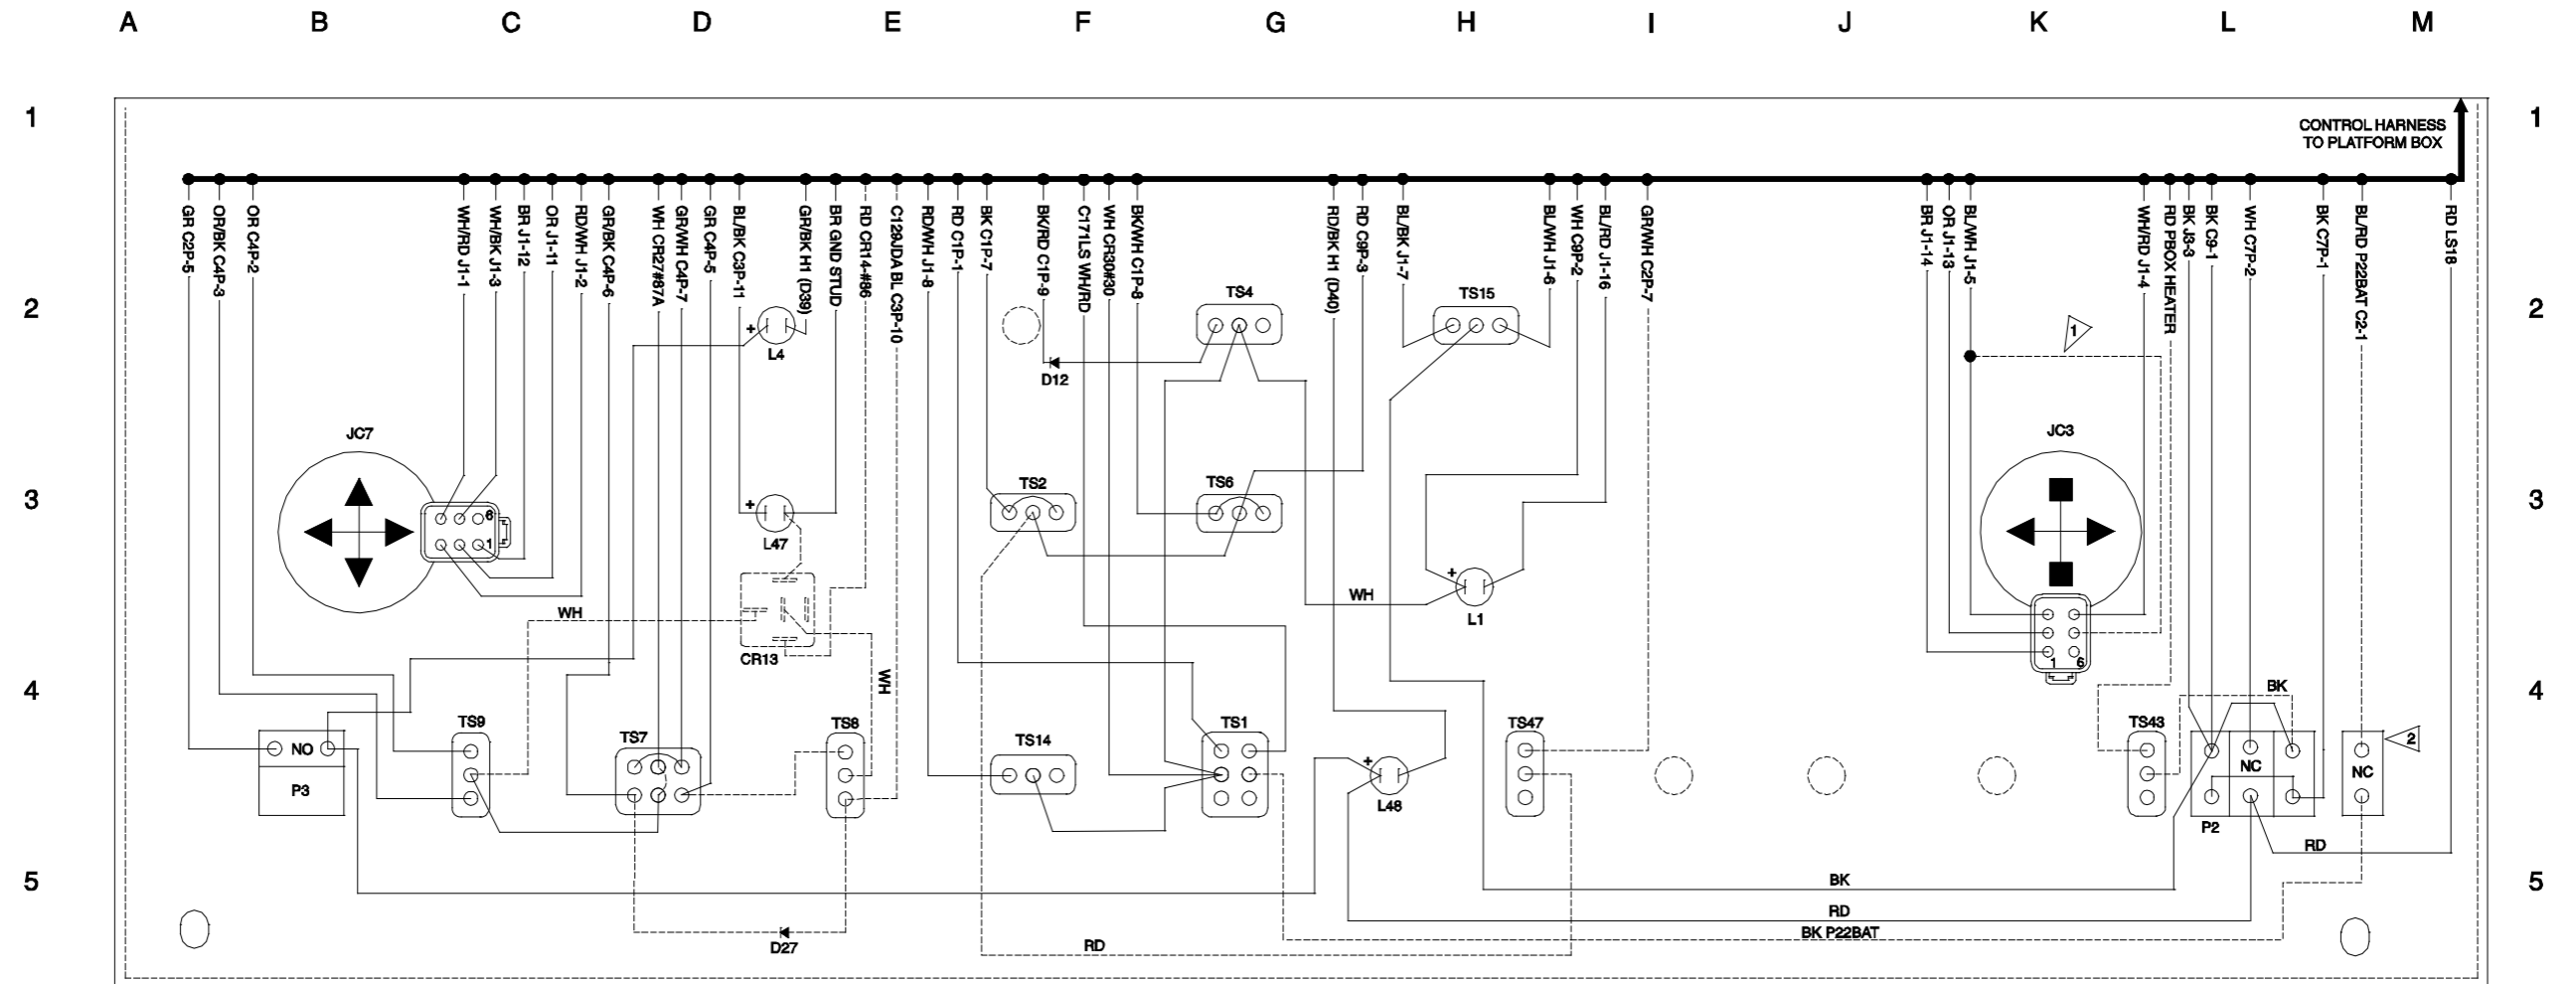 A B C D E F G H I J K L M
1 1
CONTROL HARNESS
TO PLATFORM BOX
GR C2P-5
OR/BK C4P-3
OR C4P-2
WH/RD J1-1
WH/BK J1-3
BR J1-12
OR J1-11
RD/WH J1-2
GR/BK C4P-6
WH CR27#87A
GR/WH C4P-7
GR C4P-5
BL/BK C3P-11
GR/BK H1 (D39)
BR GND STUD
RD CR14-#86
C129JDA BL C3P-10
RD/WH J1-8
RD C1P-1
BK C1P-7
BK/RD C1P-9
C171LS WH/RD
WH CR30#30
BK/WH C1P-8
RD/BK H1 (D40)
RD C9P-3
BL/BK J1-7
BL/WH J1-6
WH C9P-2
BL/RD J1-16
GR/WH C2P-7
BR J1-14
OR J1-13
BL/WH J1-5
WH/RD J1-4
RD PBOX HEATER
BK J3-3
BK C9-1
WH C7P-2
BK C7P-1
BL/RD P22BAT C2-1
RD LS18
2 2
TS4 TS15
+
L4
D12
1
JC7 JC3
3 3
TS2 TS6
6
1
+
L47
+
L1
WH
WH
CR13
1 6
4 4
WH
BK
TS9 TS7 TS8 TS14 TS1 TS47 TS43
NO
P3
+
L48
NC
NC
2
P2
RD
5 5
BK
RD
BK P22BAT
D27
RD